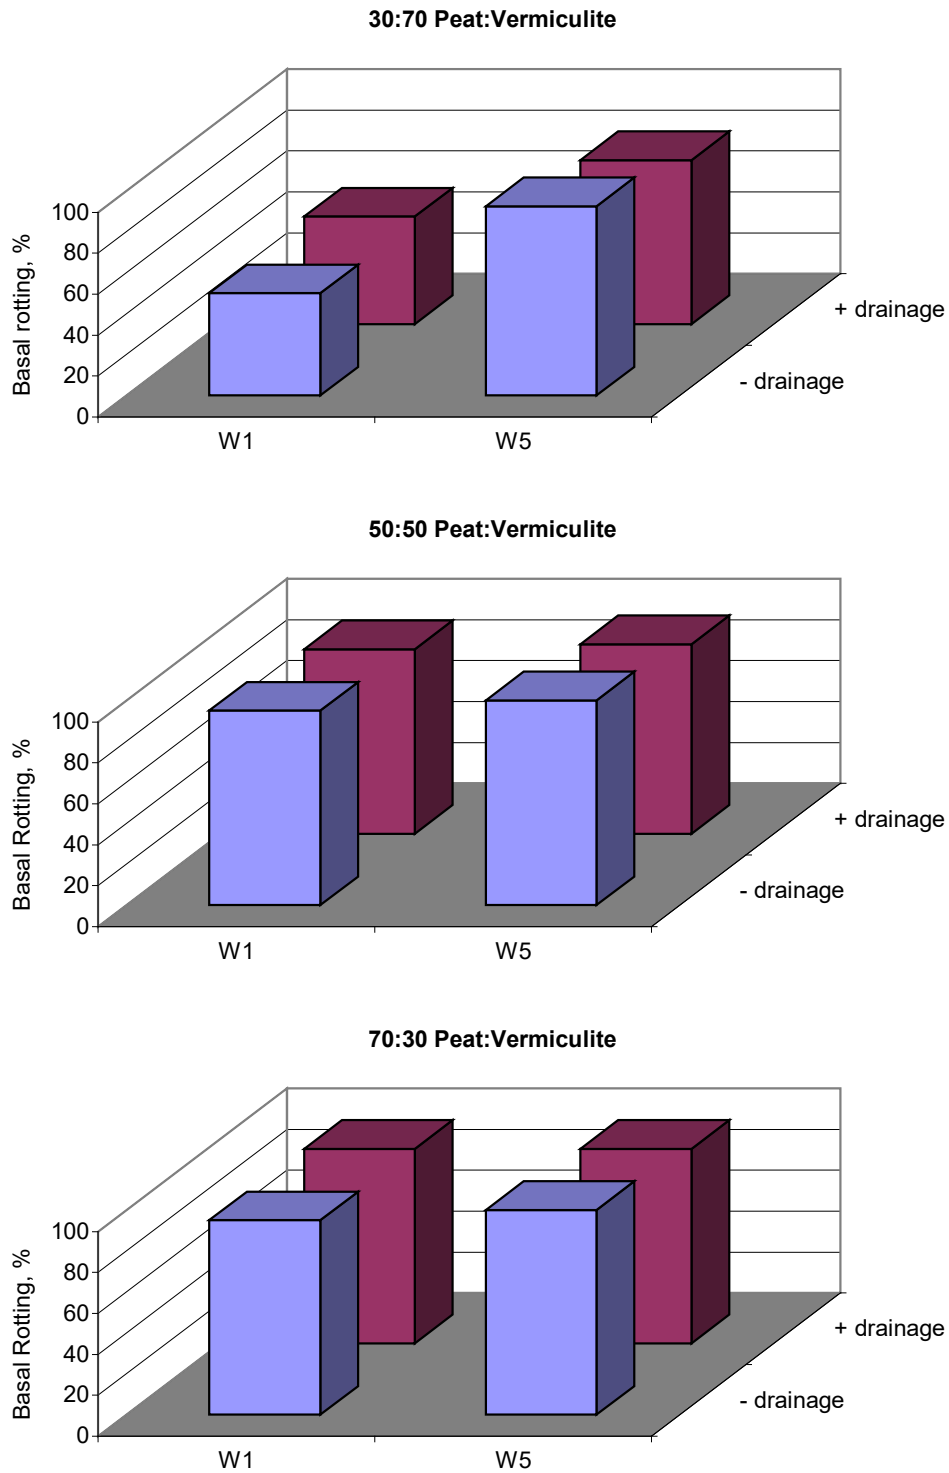 30:70 Peat:Vermiculite
Basal rotting, %
100
80
60
40
20
0
W1
W5
- drainage
+ drainage
50:50 Peat:Vermiculite
Basal Rotting, %
100
80
60
40
20
0
W1
W5
- drainage
+ drainage
70:30 Peat:Vermiculite
Basal Rotting, %
100
80
60
40
20
0
W1
W5
- drainage
+ drainage